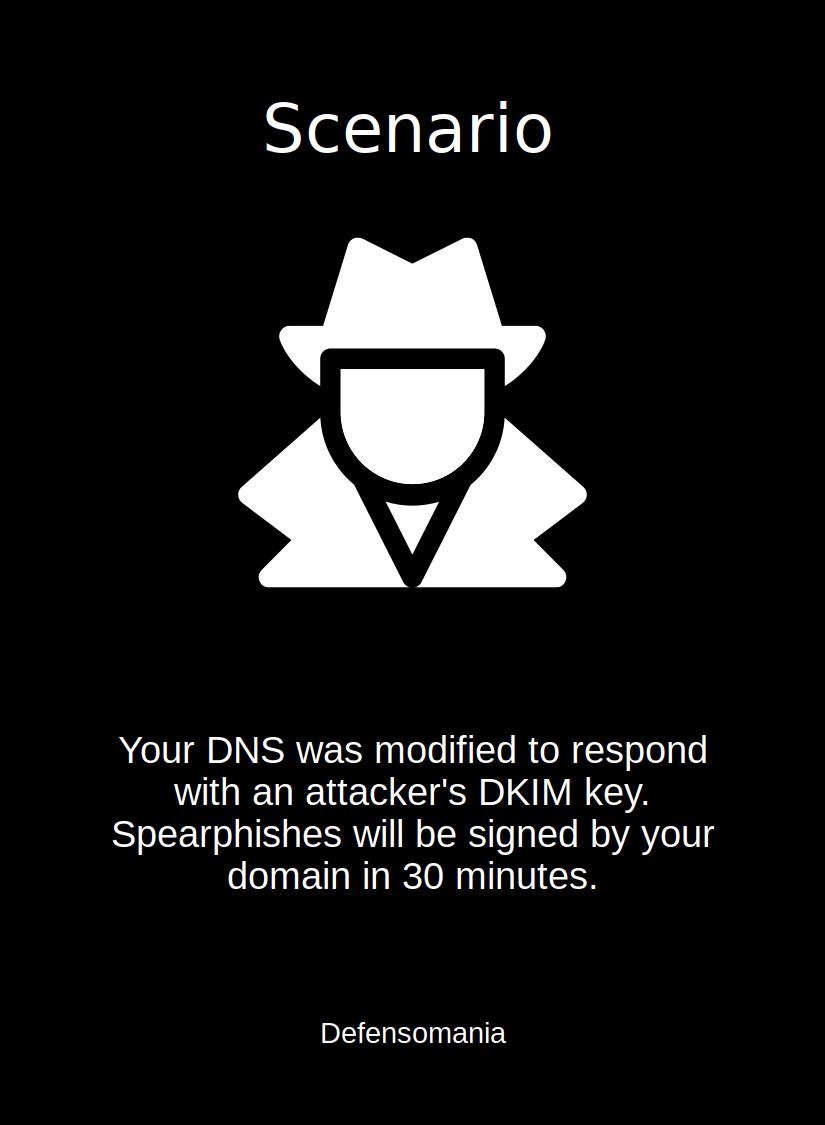 Scenario
Your DNS was modified to respond
with an attacker's DKIM key.
Spearphishes will be signed by your
domain in 30 minutes.
Defensomania